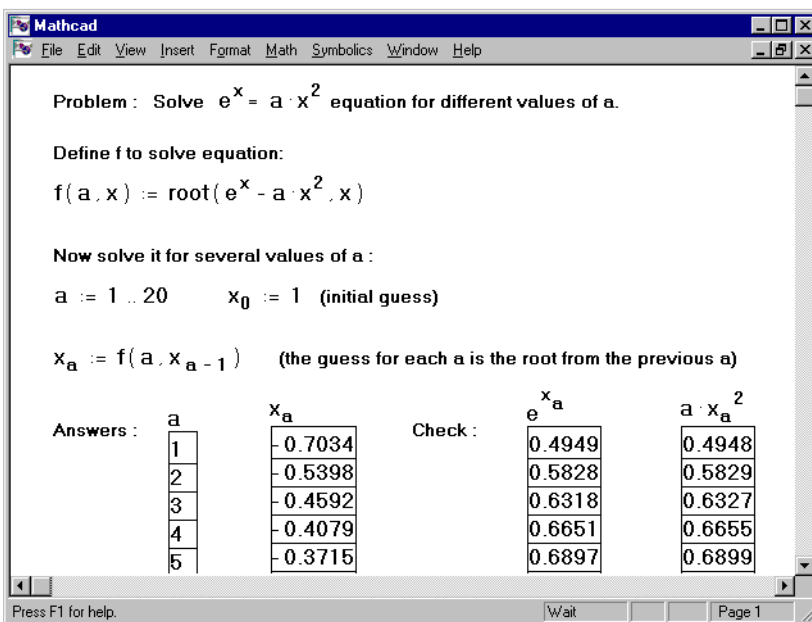 Mathcad
File Edit View Insert Format Math Symbolics Window Help
Problem : Solve e^x = a · x^2 equation for different values of a.
Define f to solve equation:
f( a , x ) := root( e^x - a · x^2 , x )
Now solve it for several values of a :
a := 1 .. 20 x_0 := 1 (initial guess)
x_a := f( a , x_{a - 1} ) (the guess for each a is the root from the previous a)
Answers : a x_a Check : e^{x_a} a · x_a^2
1 - 0.7034 0.4949 0.4948
2 - 0.5398 0.5828 0.5829
3 - 0.4592 0.6318 0.6327
4 - 0.4079 0.6651 0.6655
5 - 0.3715 0.6897 0.6899
Press F1 for help. Wait Page 1